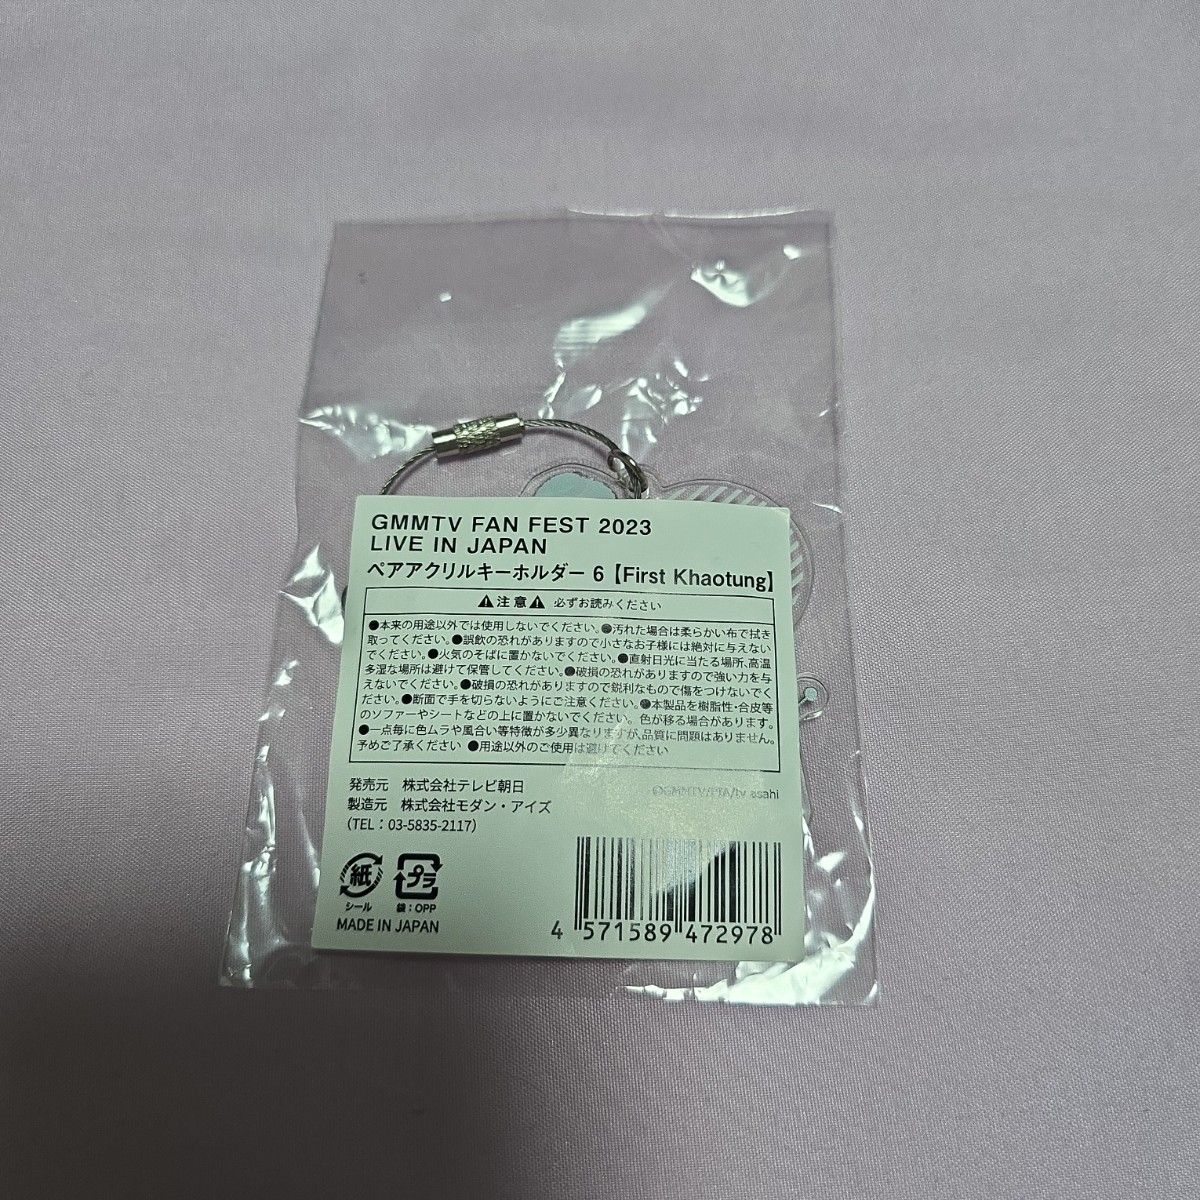 GMMTV FAN FEST 2023
LIVE IN JAPAN
ペアアクリルキーホルダー 6【First Khaotung】
⚠注意⚠ 必ずお読みください
●本来の用途以外では使用しないでください。●汚れた場合は柔らかい布で拭き
取ってください。●誤飲の恐れがありますので小さなお子様には絶対に与えない
でください。●火気のそばに置かないでください。●直射日光に当たる場所、高温
多湿な場所は避けて保管してください。●破損の恐れがありますので強い力を与
えないでください。●破損の恐れがありますので鋭利なもので傷をつけないでく
ださい。●断面で手を切らないようにご注意ください。●本製品を樹脂性・合皮等
のソファーやシートなどの上に置かないでください。色が移る場合があります。
●一点毎に色ムラや風合い等特徴が多少異なりますが、品質に問題はありません。
予めご了承ください ●用途以外のご使用は避けてください
発売元 株式会社テレビ朝日
©GMMTV/PTA/tv asahi
製造元 株式会社モダン・アイズ
（TEL：03-5835-2117）
紙
シール
プラ
袋：OPP
MADE IN JAPAN
4 571589 472978